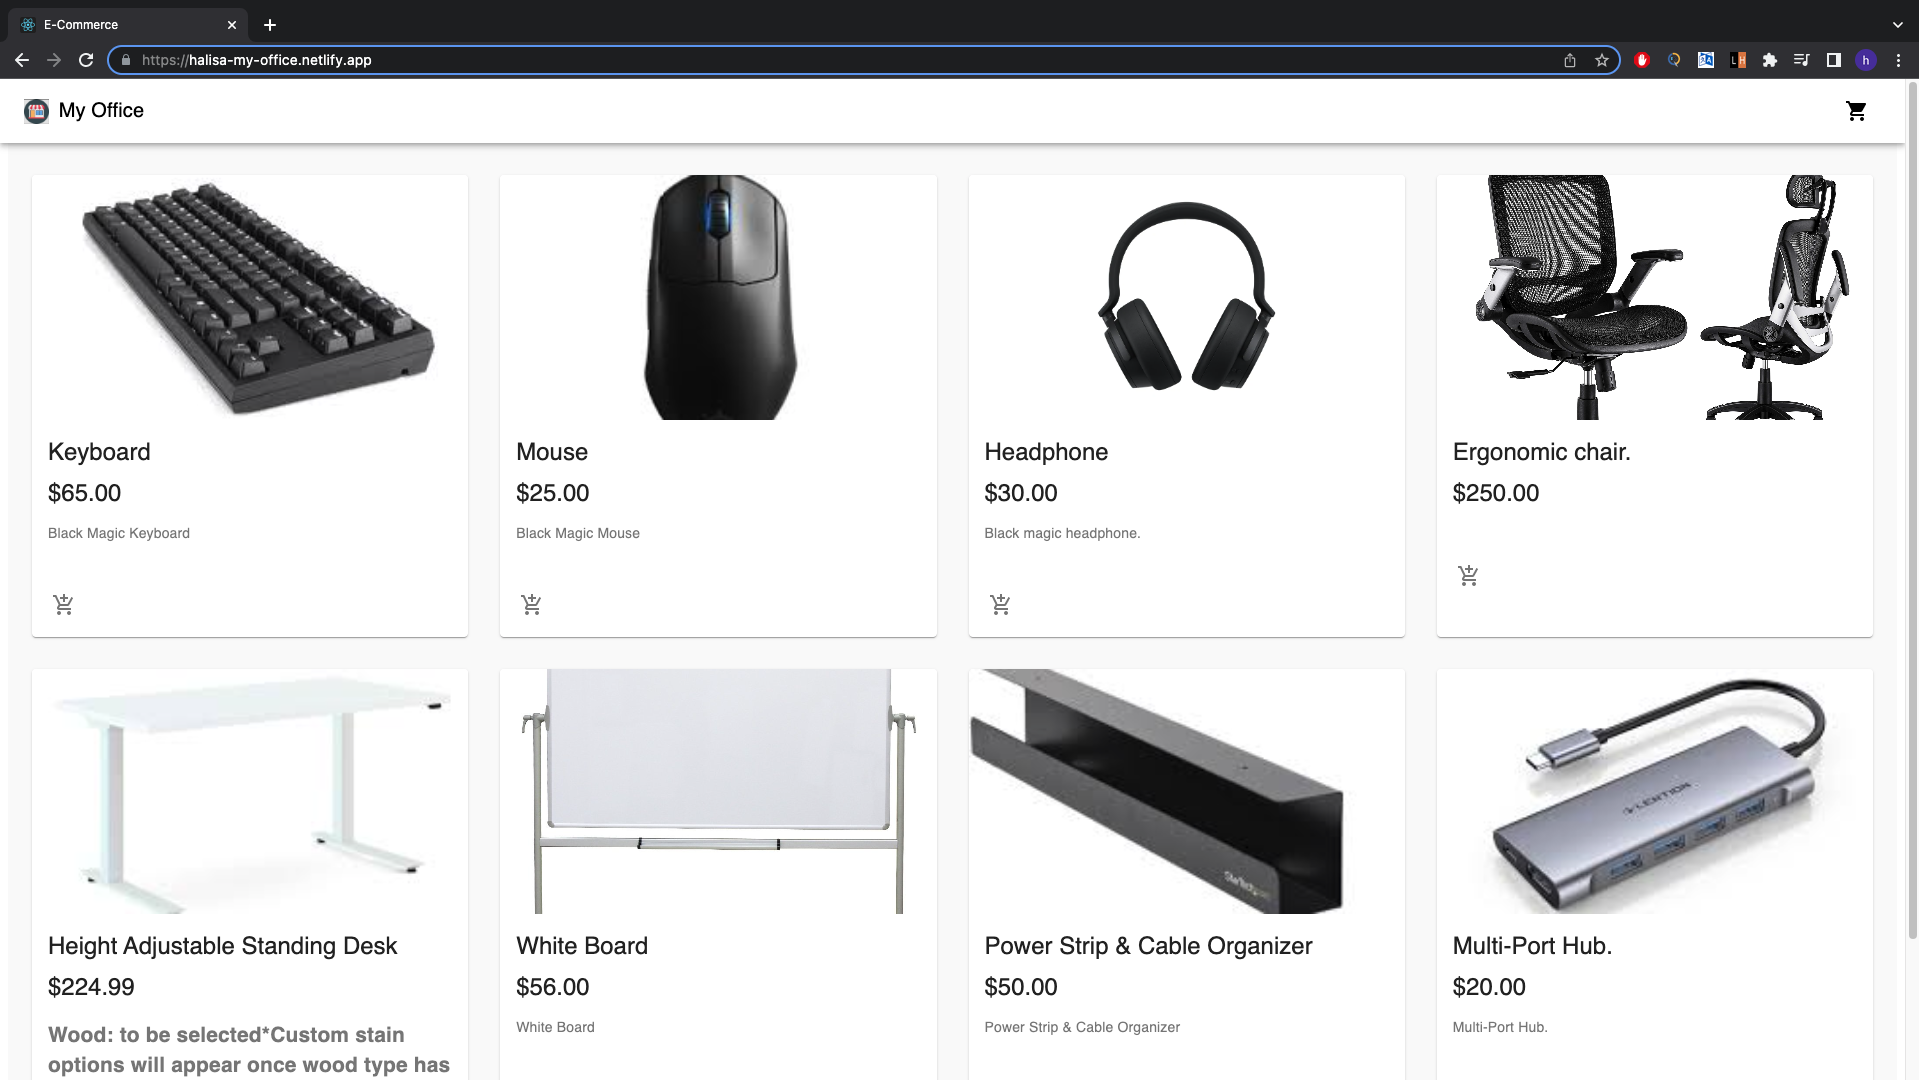 E-Commerce
https://halisa-my-office.netlify.app
LH
h
My Office
Keyboard
$65.00
Black Magic Keyboard
Mouse
$25.00
Black Magic Mouse
Headphone
$30.00
Black magic headphone.
Ergonomic chair.
$250.00
LENTION
StarTech
Height Adjustable Standing Desk
$224.99
Wood: to be selected*Custom stain
options will appear once wood type has
White Board
$56.00
White Board
Power Strip & Cable Organizer
$50.00
Power Strip & Cable Organizer
Multi-Port Hub.
$20.00
Multi-Port Hub.